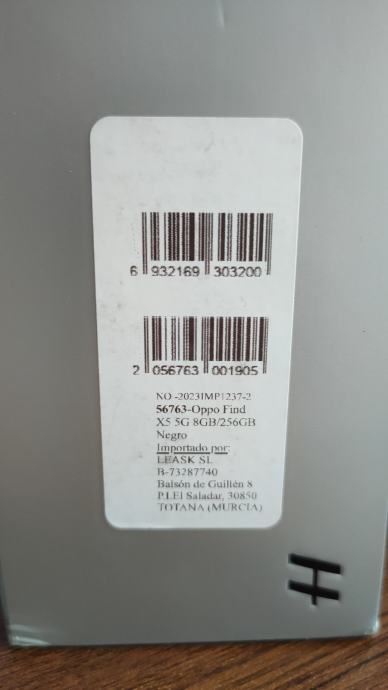 6 932169 303200
2 056763 001905
NO -2023IMP1237-2
56763-Oppo Find
X5 5G 8GB/256GB
Negro
Importado por:
LEASK SL
B-73287740
Balsón de Guillén 8
P.I.El Saladar, 30850
TOTANA (MURCIA)
H